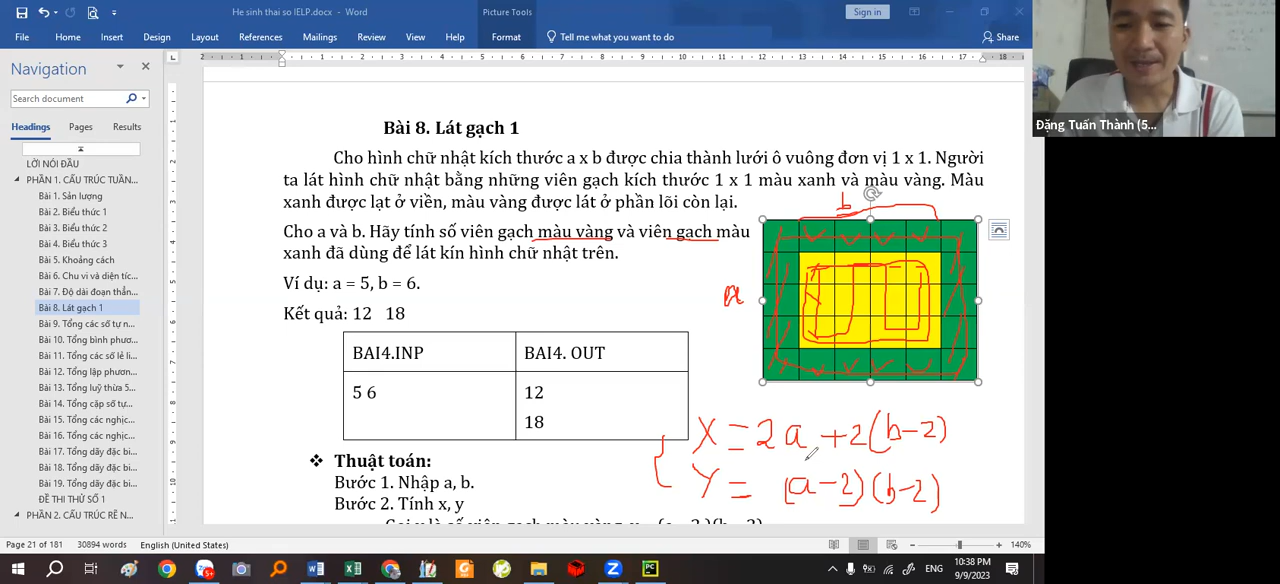 He sinh thai so IELP.docx - Word
Picture Tools
Sign in
File Home Insert Design Layout References Mailings Review View Help Format Tell me what you want to do Share
Navigation
Search document
Headings Pages Results
LỜI NÓI ĐẦU
PHẦN 1. CẤU TRÚC TUẦN...
Bài 1. Sản lượng
Bài 2. Biểu thức 1
Bài 3. Biểu thức 2
Bài 4. Biểu thức 3
Bài 5. Khoảng cách
Bài 6. Chu vi và diện tíc...
Bài 7. Độ dài đoạn thẳn...
Bài 8. Lát gạch 1
Bài 9. Tổng các số tự n...
Bài 10. Tổng bình phươ...
Bài 11. Tổng các số lẻ li...
Bài 12. Tổng lập phươn...
Bài 13. Tổng luỹ thừa 5...
Bài 14. Tổng cặp số tự...
Bài 15. Tổng các nghịc...
Bài 16. Tổng các nghịc...
Bài 17. Tổng dãy đặc bi...
Bài 18. Tổng dãy đặc bi...
Bài 19. Tổng dãy đặc bi...
ĐỀ THI THỬ SỐ 1
PHẦN 2. CẤU TRÚC RẼ N...
Bài 8. Lát gạch 1
Cho hình chữ nhật kích thước a x b được chia thành lưới ô vuông đơn vị 1 x 1. Người
ta lát hình chữ nhật bằng những viên gạch kích thước 1 x 1 màu xanh và màu vàng. Màu
xanh được lạt ở viền, màu vàng được lát ở phần lõi còn lại.
Cho a và b. Hãy tính số viên gạch màu vàng và viên gạch màu
xanh đã dùng để lát kín hình chữ nhật trên.
Ví dụ: a = 5, b = 6.
Kết quả: 12 18
BAI4.INP BAI4. OUT
5 6 12
18
b
a
X = 2a + 2(b-2)
Y = (a-2)(b-2)
❖ Thuật toán:
Bước 1. Nhập a, b.
Bước 2. Tính x, y
Đặng Tuấn Thành (5...
Page 21 of 181 30894 words English (United States) 140%
ENG 10:38 PM
9/9/2023